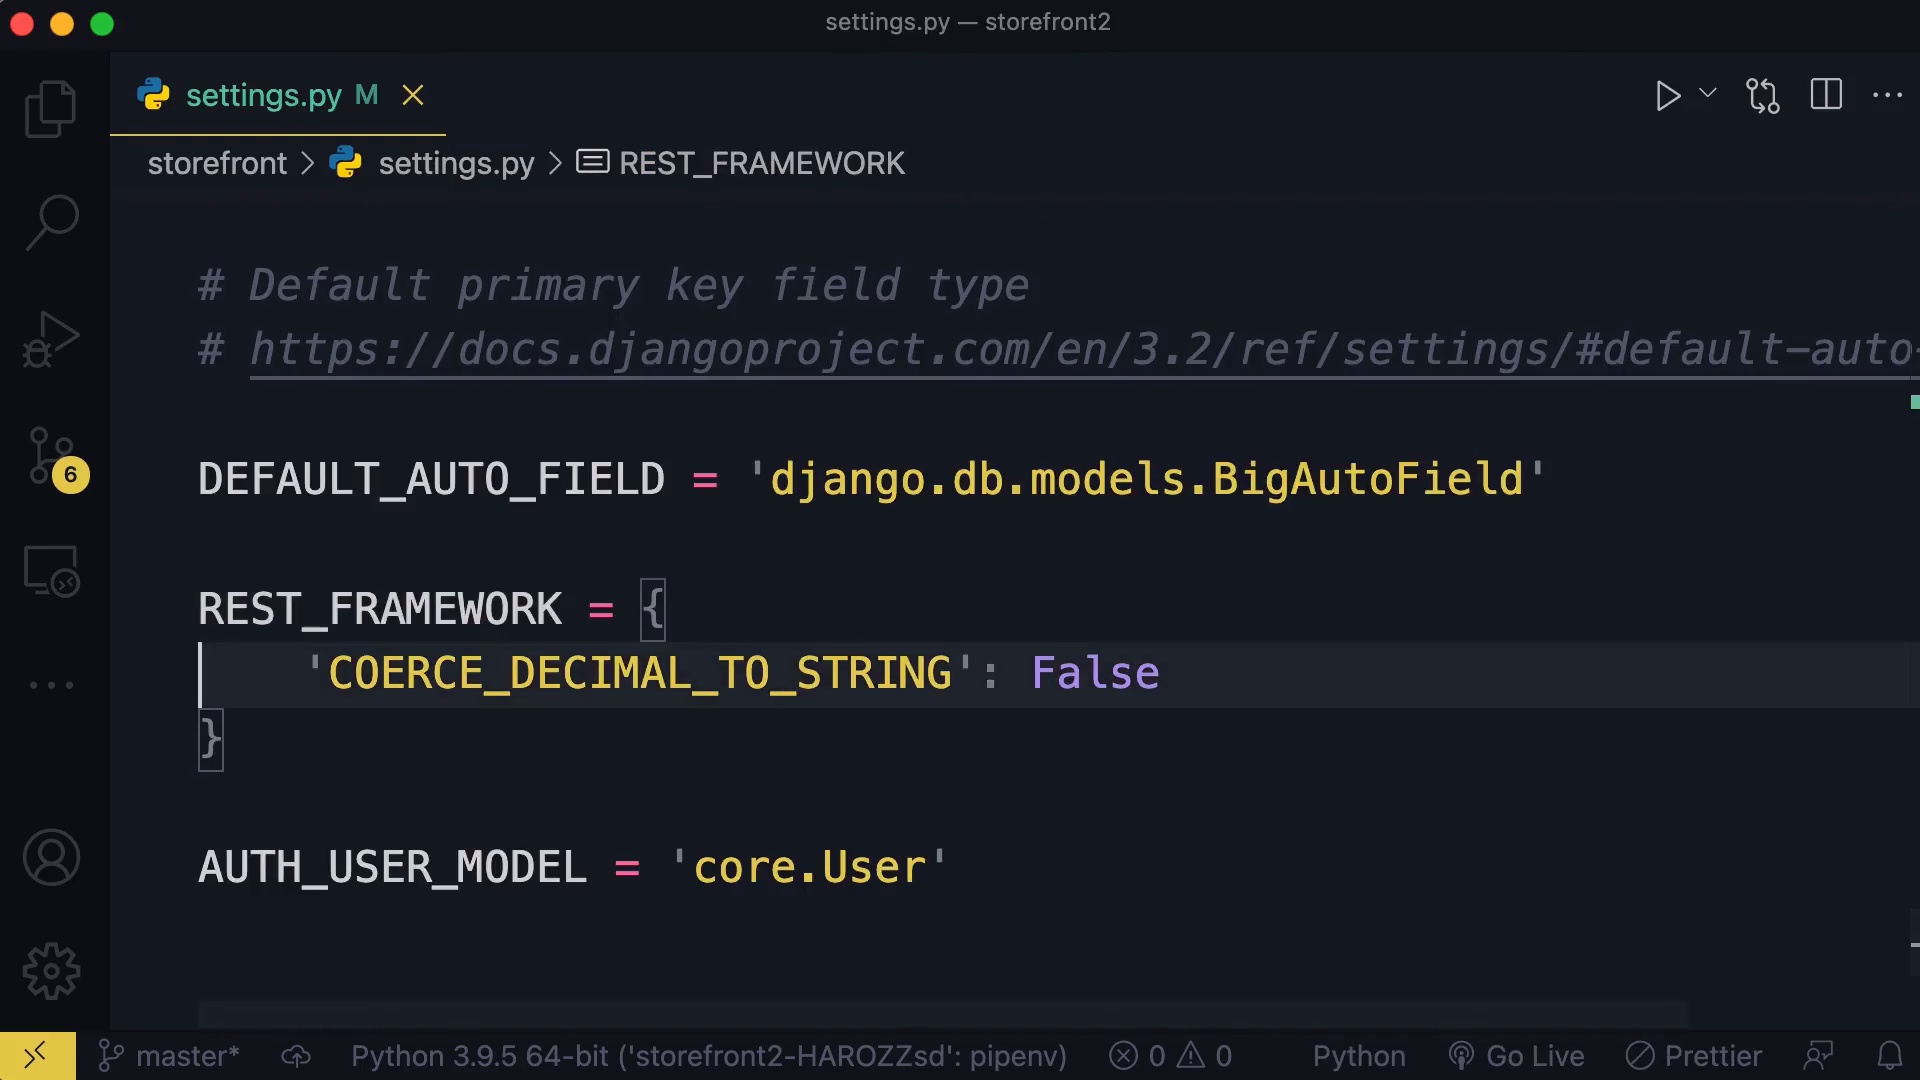 settings.py — storefront2
settings.py M
storefront > settings.py > REST_FRAMEWORK
# Default primary key field type
# https://docs.djangoproject.com/en/3.2/ref/settings/#default-auto-
DEFAULT_AUTO_FIELD = 'django.db.models.BigAutoField'
REST_FRAMEWORK = {
    'COERCE_DECIMAL_TO_STRING': False
}
AUTH_USER_MODEL = 'core.User'
6
master* Python 3.9.5 64-bit ('storefront2-HAROZZsd': pipenv) 0 0 Python Go Live Prettier